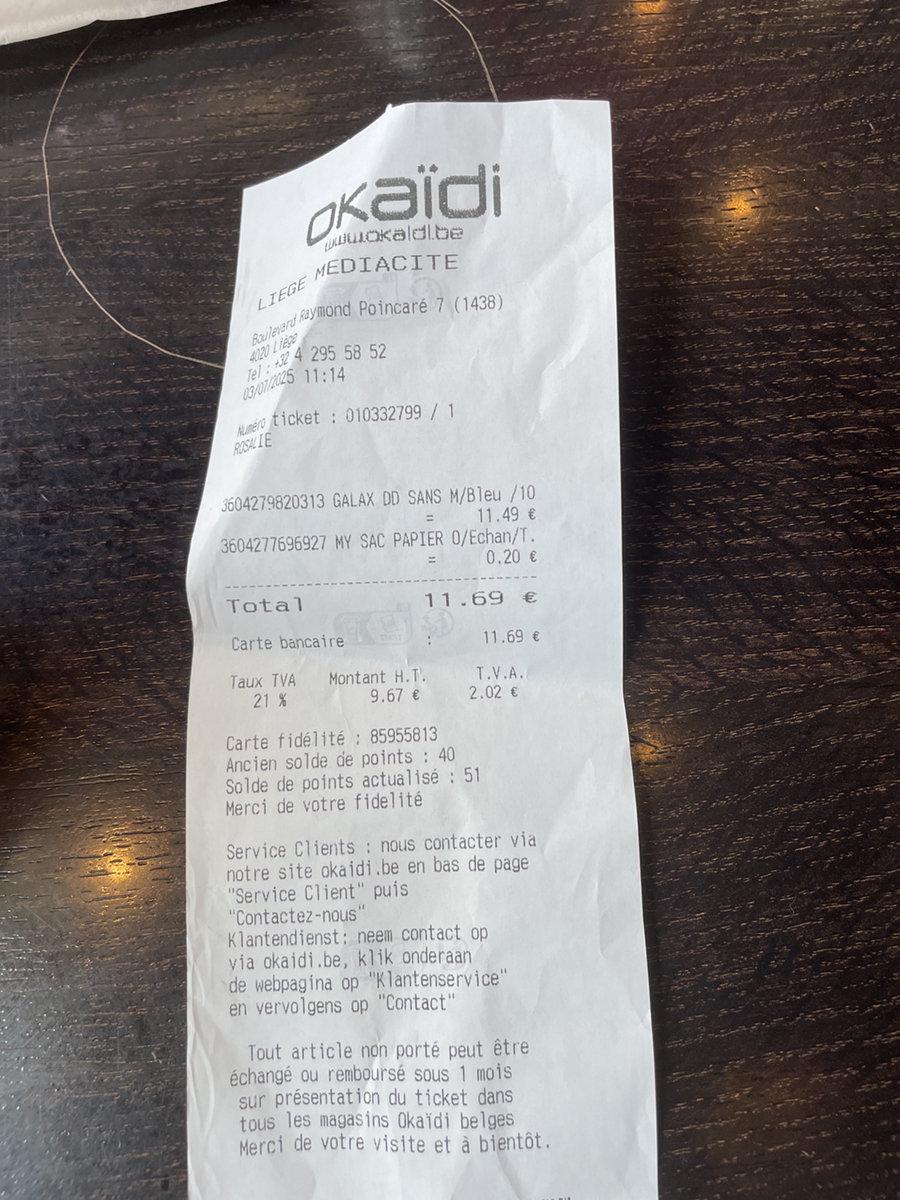 okaïdi
www.okaidi.be
LIEGE MEDIACITE
Boulevard Raymond Poincaré 7 (1438)
4020 Liège
Tel : +32 4 295 58 52
03/07/2025 11:14
Numéro ticket : 010332799 / 1
ROSALIE
3604279820313 GALAX DD SANS M/Bleu /10
= 11.49 €
3604277696927 MY SAC PAPIER O/Echan/T.
= 0.20 €
Total 11.69 €
Carte bancaire : 11.69 €
Taux TVA Montant H.T. T.V.A.
21 % 9.67 € 2.02 €
Carte fidélité : 85955813
Ancien solde de points : 40
Solde de points actualisé : 51
Merci de votre fidelité
Service Clients : nous contacter via
notre site okaidi.be en bas de page
"Service Client" puis
"Contactez-nous"
Klantendienst: neem contact op
via okaidi.be, klik onderaan
de webpagina op "Klantenservice"
en vervolgens op "Contact"
Tout article non porté peut être
échangé ou remboursé sous 1 mois
sur présentation du ticket dans
tous les magasins Okaïdi belges
Merci de votre visite et à bientôt.